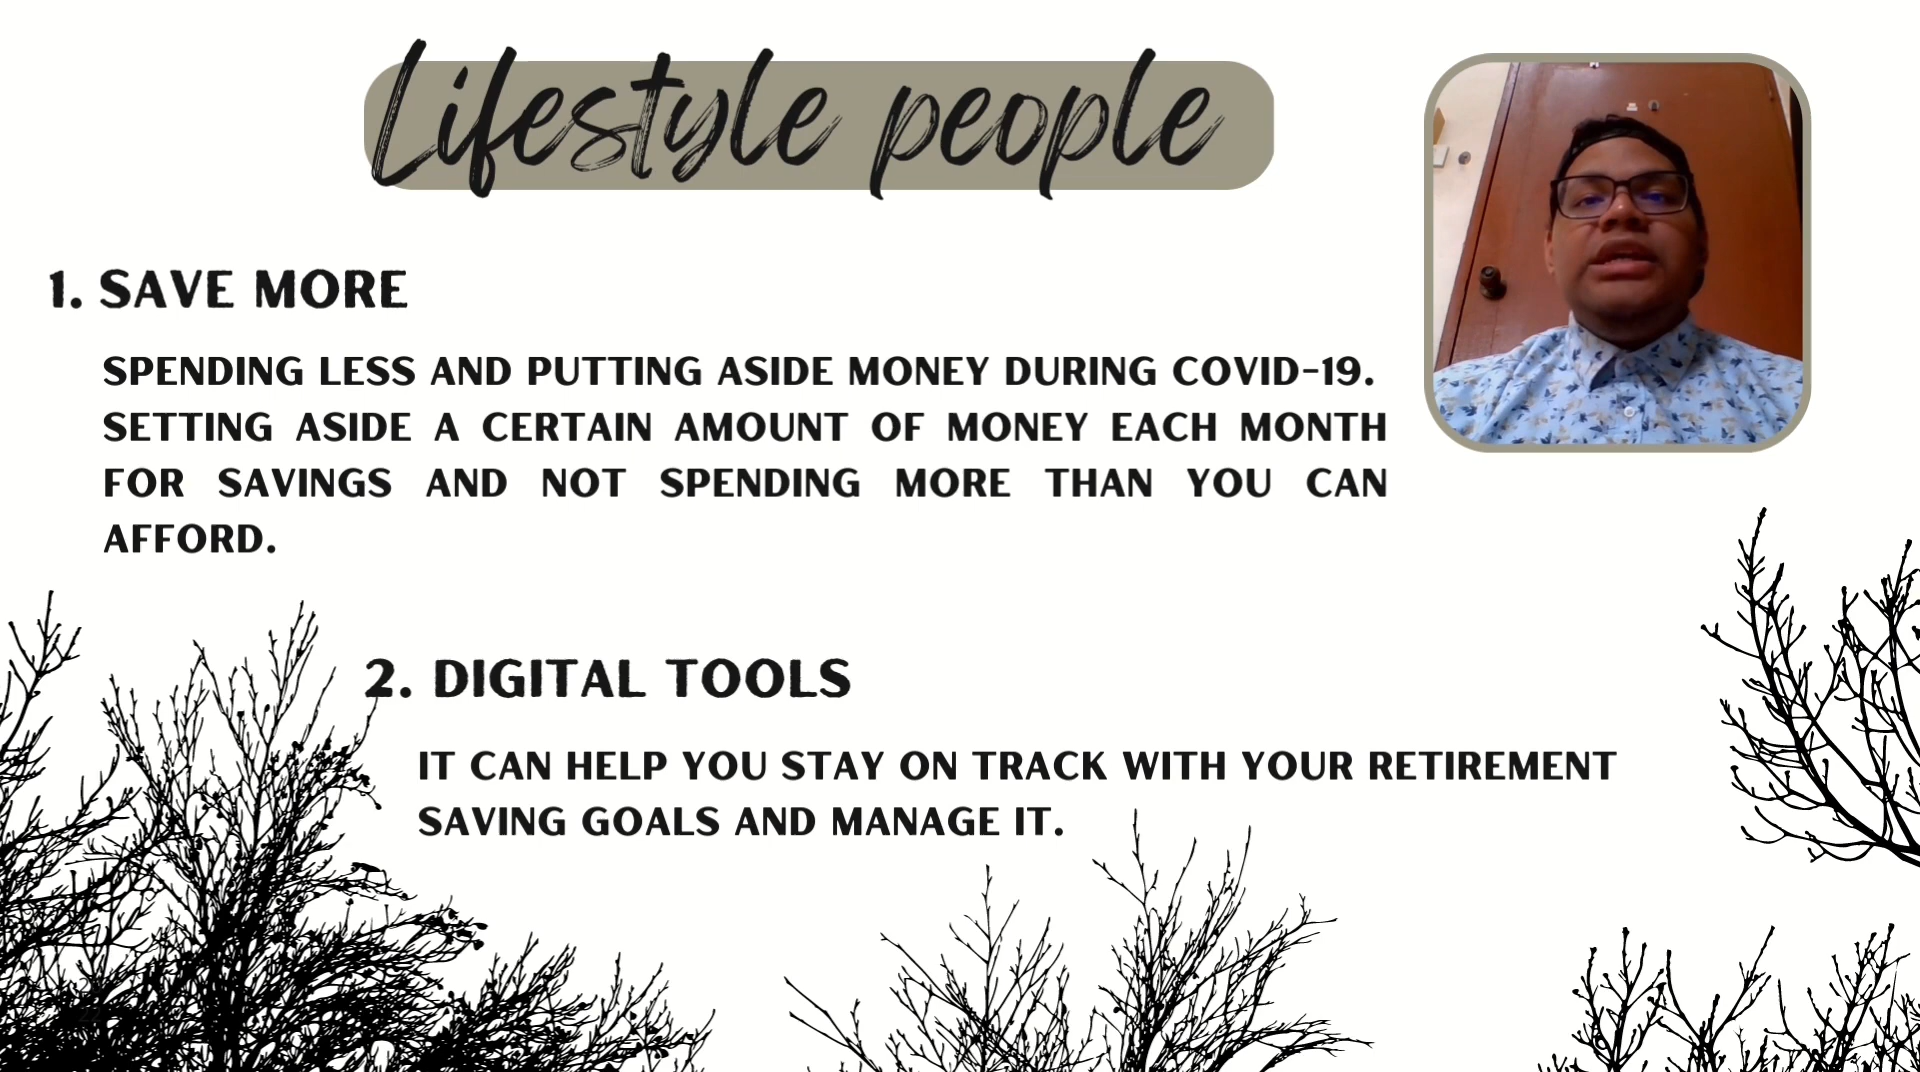 Lifestyle people
1. SAVE MORE
SPENDING LESS AND PUTTING ASIDE MONEY DURING COVID-19.
SETTING ASIDE A CERTAIN AMOUNT OF MONEY EACH MONTH
FOR SAVINGS AND NOT SPENDING MORE THAN YOU CAN
AFFORD.
2. DIGITAL TOOLS
IT CAN HELP YOU STAY ON TRACK WITH YOUR RETIREMENT
SAVING GOALS AND MANAGE IT.